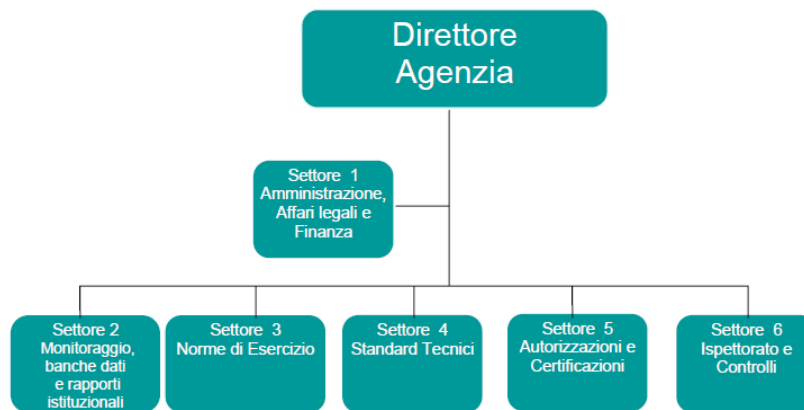 Direttore
Agenzia
Settore 1
Amministrazione,
Affari legali e
Finanza
Settore 2
Monitoraggio,
banche dati
e rapporti
istituzionali
Settore 3
Norme di Esercizio
Settore 4
Standard Tecnici
Settore 5
Autorizzazioni e
Certificazioni
Settore 6
Ispettorato e
Controlli